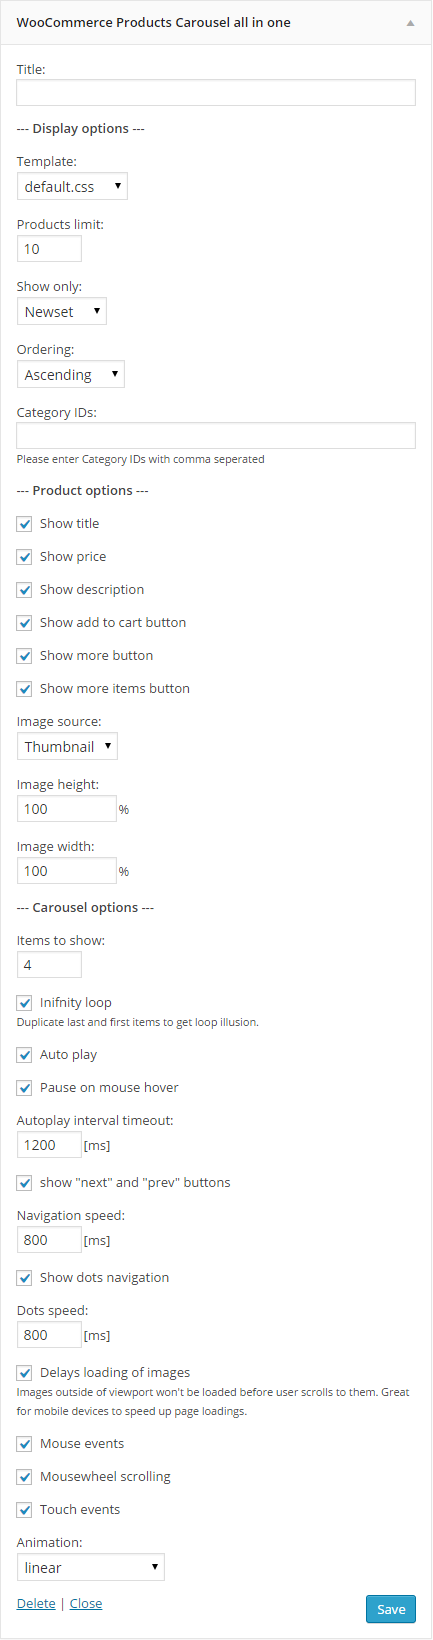 WooCommerce Products Carousel all in one
Title:
--- Display options ---
Template:
default.css
Products limit:
10
Show only:
Newset
Ordering:
Ascending
Category IDs:
Please enter Category IDs with comma seperated
--- Product options ---
Show title
Show price
Show description
Show add to cart button
Show more button
Show more items button
Image source:
Thumbnail
Image height:
100 %
Image width:
100 %
--- Carousel options ---
Items to show:
4
Inifnity loop
Duplicate last and first items to get loop illusion.
Auto play
Pause on mouse hover
Autoplay interval timeout:
1200 [ms]
show "next" and "prev" buttons
Navigation speed:
800 [ms]
Show dots navigation
Dots speed:
800 [ms]
Delays loading of images
Images outside of viewport won't be loaded before user scrolls to them. Great
for mobile devices to speed up page loadings.
Mouse events
Mousewheel scrolling
Touch events
Animation:
linear
Delete | Close
Save